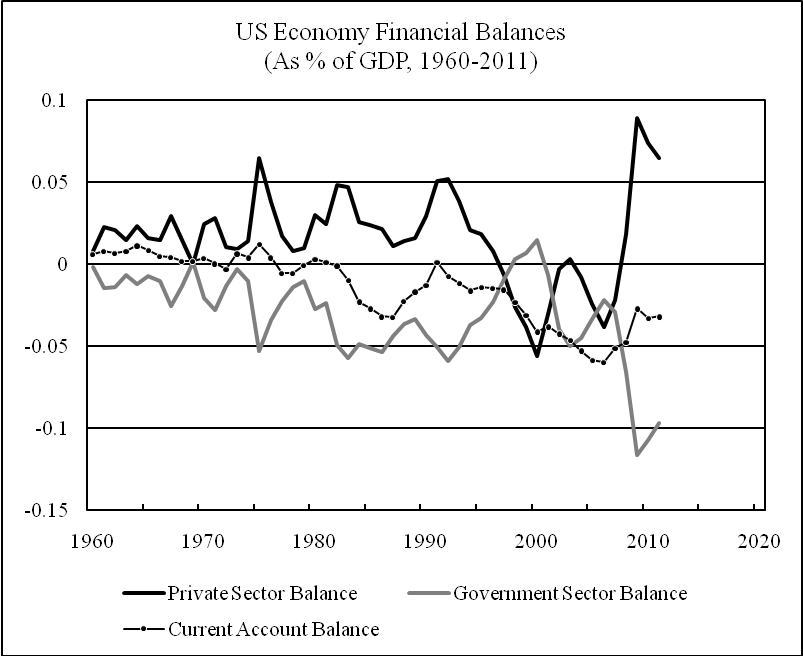 US Economy Financial Balances
(As % of GDP, 1960-2011)
0.1
0.05
0
-0.05
-0.1
-0.15
1960 1970 1980 1990 2000 2010 2020
Private Sector Balance Government Sector Balance
Current Account Balance